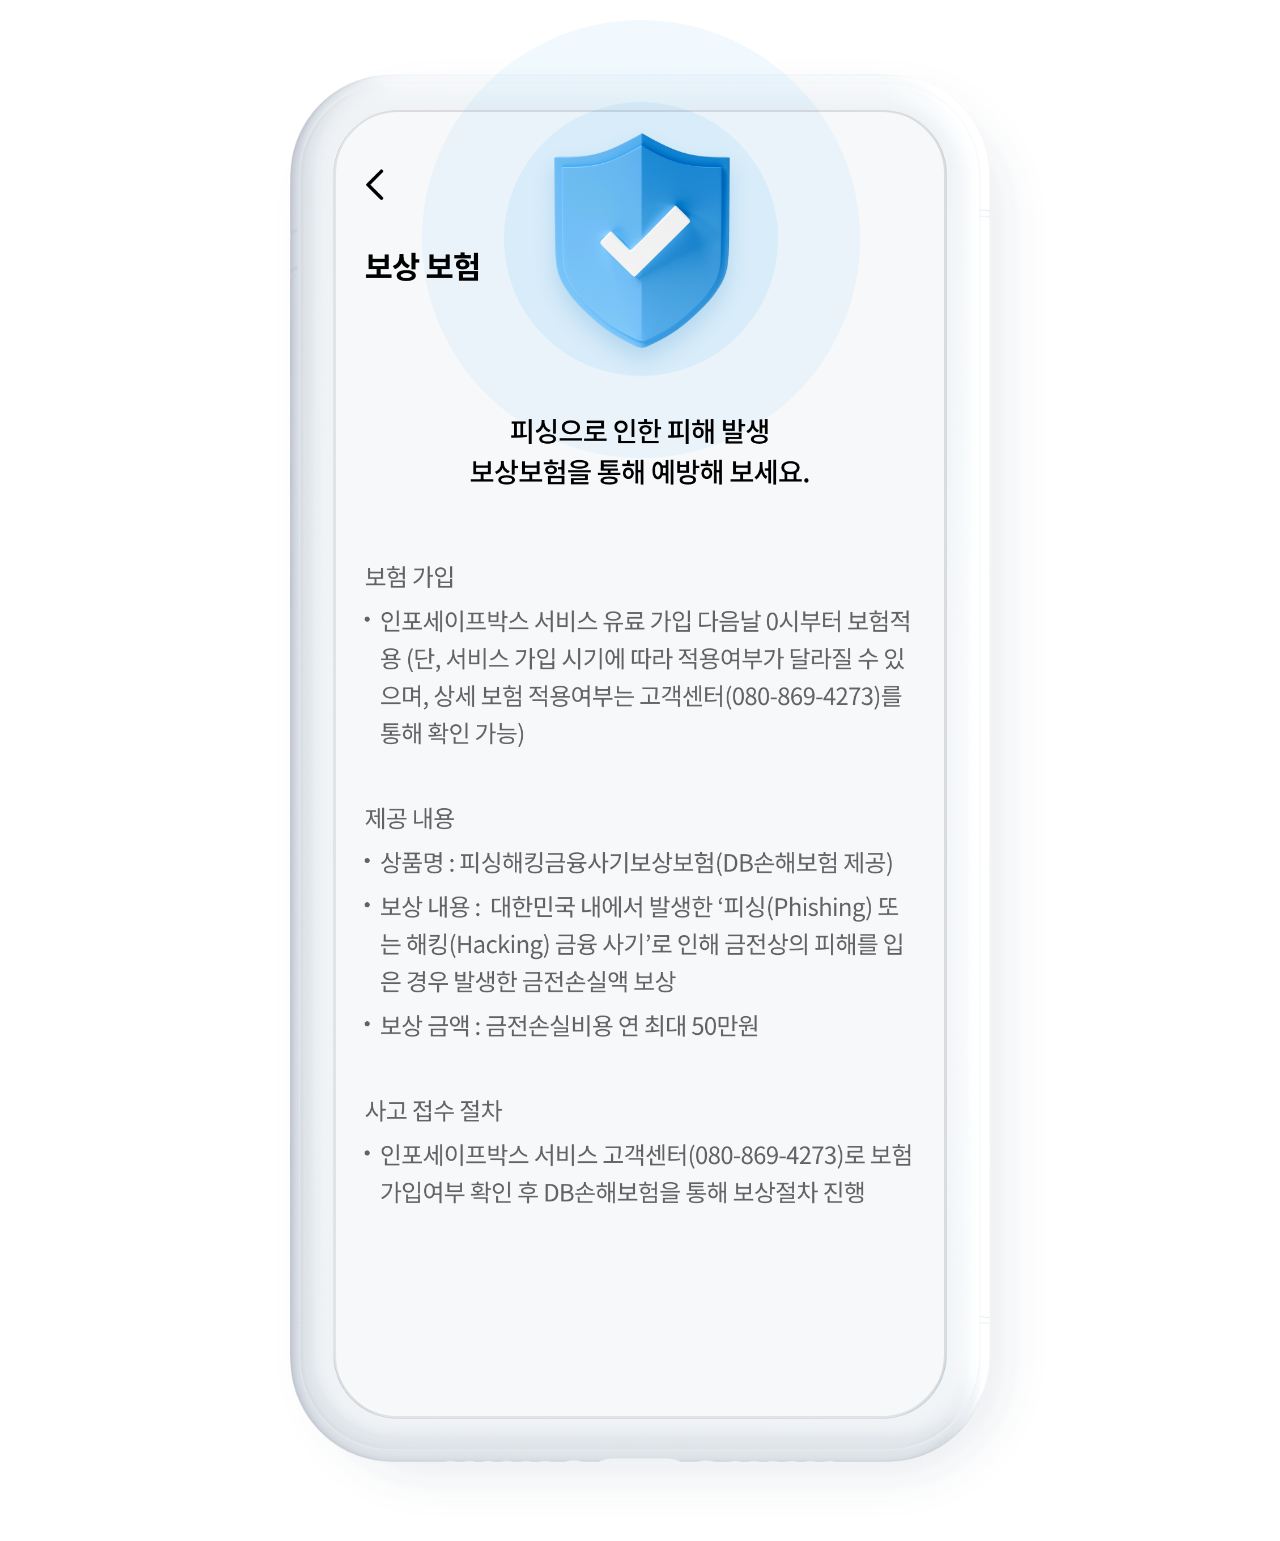 보상 보험
피싱으로 인한 피해 발생
보상보험을 통해 예방해 보세요.
보험 가입
• 인포세이프박스 서비스 유료 가입 다음날 0시부터 보험적
용 (단, 서비스 가입 시기에 따라 적용여부가 달라질 수 있
으며, 상세 보험 적용여부는 고객센터(080-869-4273)를
통해 확인 가능)
제공 내용
• 상품명 : 피싱해킹금융사기보상보험(DB손해보험 제공)
• 보상 내용 :  대한민국 내에서 발생한 ‘피싱(Phishing) 또
는 해킹(Hacking) 금융 사기’로 인해 금전상의 피해를 입
은 경우 발생한 금전손실액 보상
• 보상 금액 : 금전손실비용 연 최대 50만원
사고 접수 절차
• 인포세이프박스 서비스 고객센터(080-869-4273)로 보험
가입여부 확인 후 DB손해보험을 통해 보상절차 진행